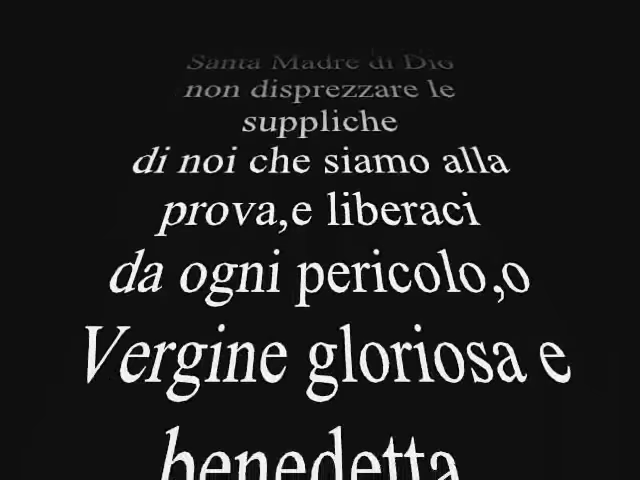 Santa Madre di Dio
non disprezzare le
suppliche
di noi che siamo alla
prova,e liberaci
da ogni pericolo,o
Vergine gloriosa e
benedetta